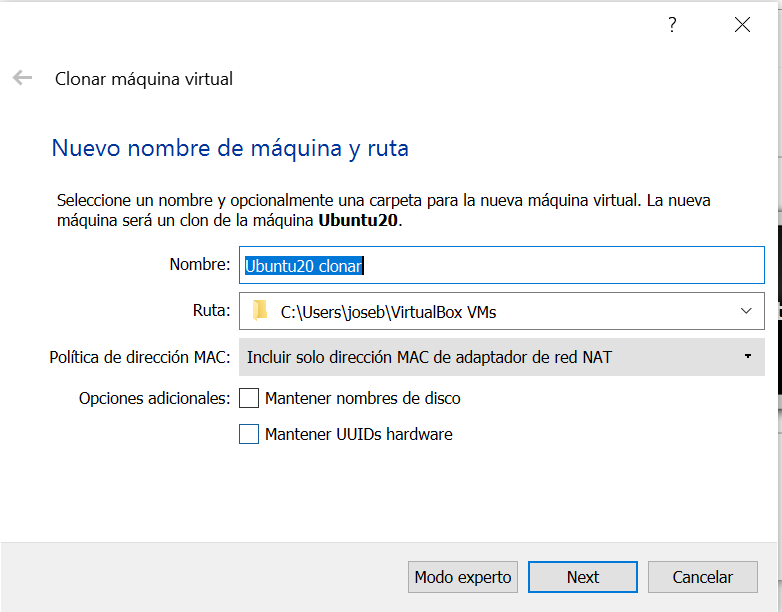 ?
Clonar máquina virtual
Nuevo nombre de máquina y ruta
Seleccione un nombre y opcionalmente una carpeta para la nueva máquina virtual. La nueva
máquina será un clon de la máquina Ubuntu20.
Nombre: Ubuntu20 clonar
Ruta: C:\Users\joseb\VirtualBox VMs
Política de dirección MAC: Incluir solo dirección MAC de adaptador de red NAT
Opciones adicionales: Mantener nombres de disco
Mantener UUIDs hardware
Modo experto Next Cancelar